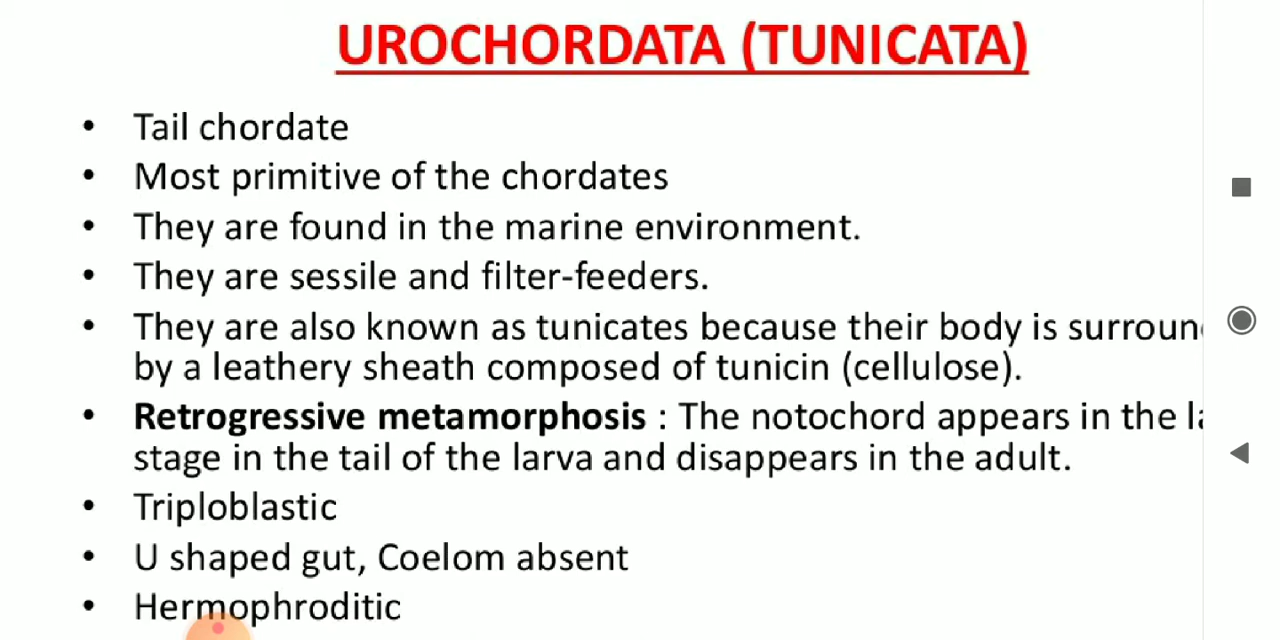 UROCHORDATA (TUNICATA)
• Tail chordate
• Most primitive of the chordates
• They are found in the marine environment.
• They are sessile and filter-feeders.
• They are also known as tunicates because their body is
by a leathery sheath composed of tunicin (cellulose).
• Retrogressive metamorphosis : The notochord appears in the
stage in the tail of the larva and disappears in the adult.
• Triploblastic
• U shaped gut, Coelom absent
• Hermophroditic